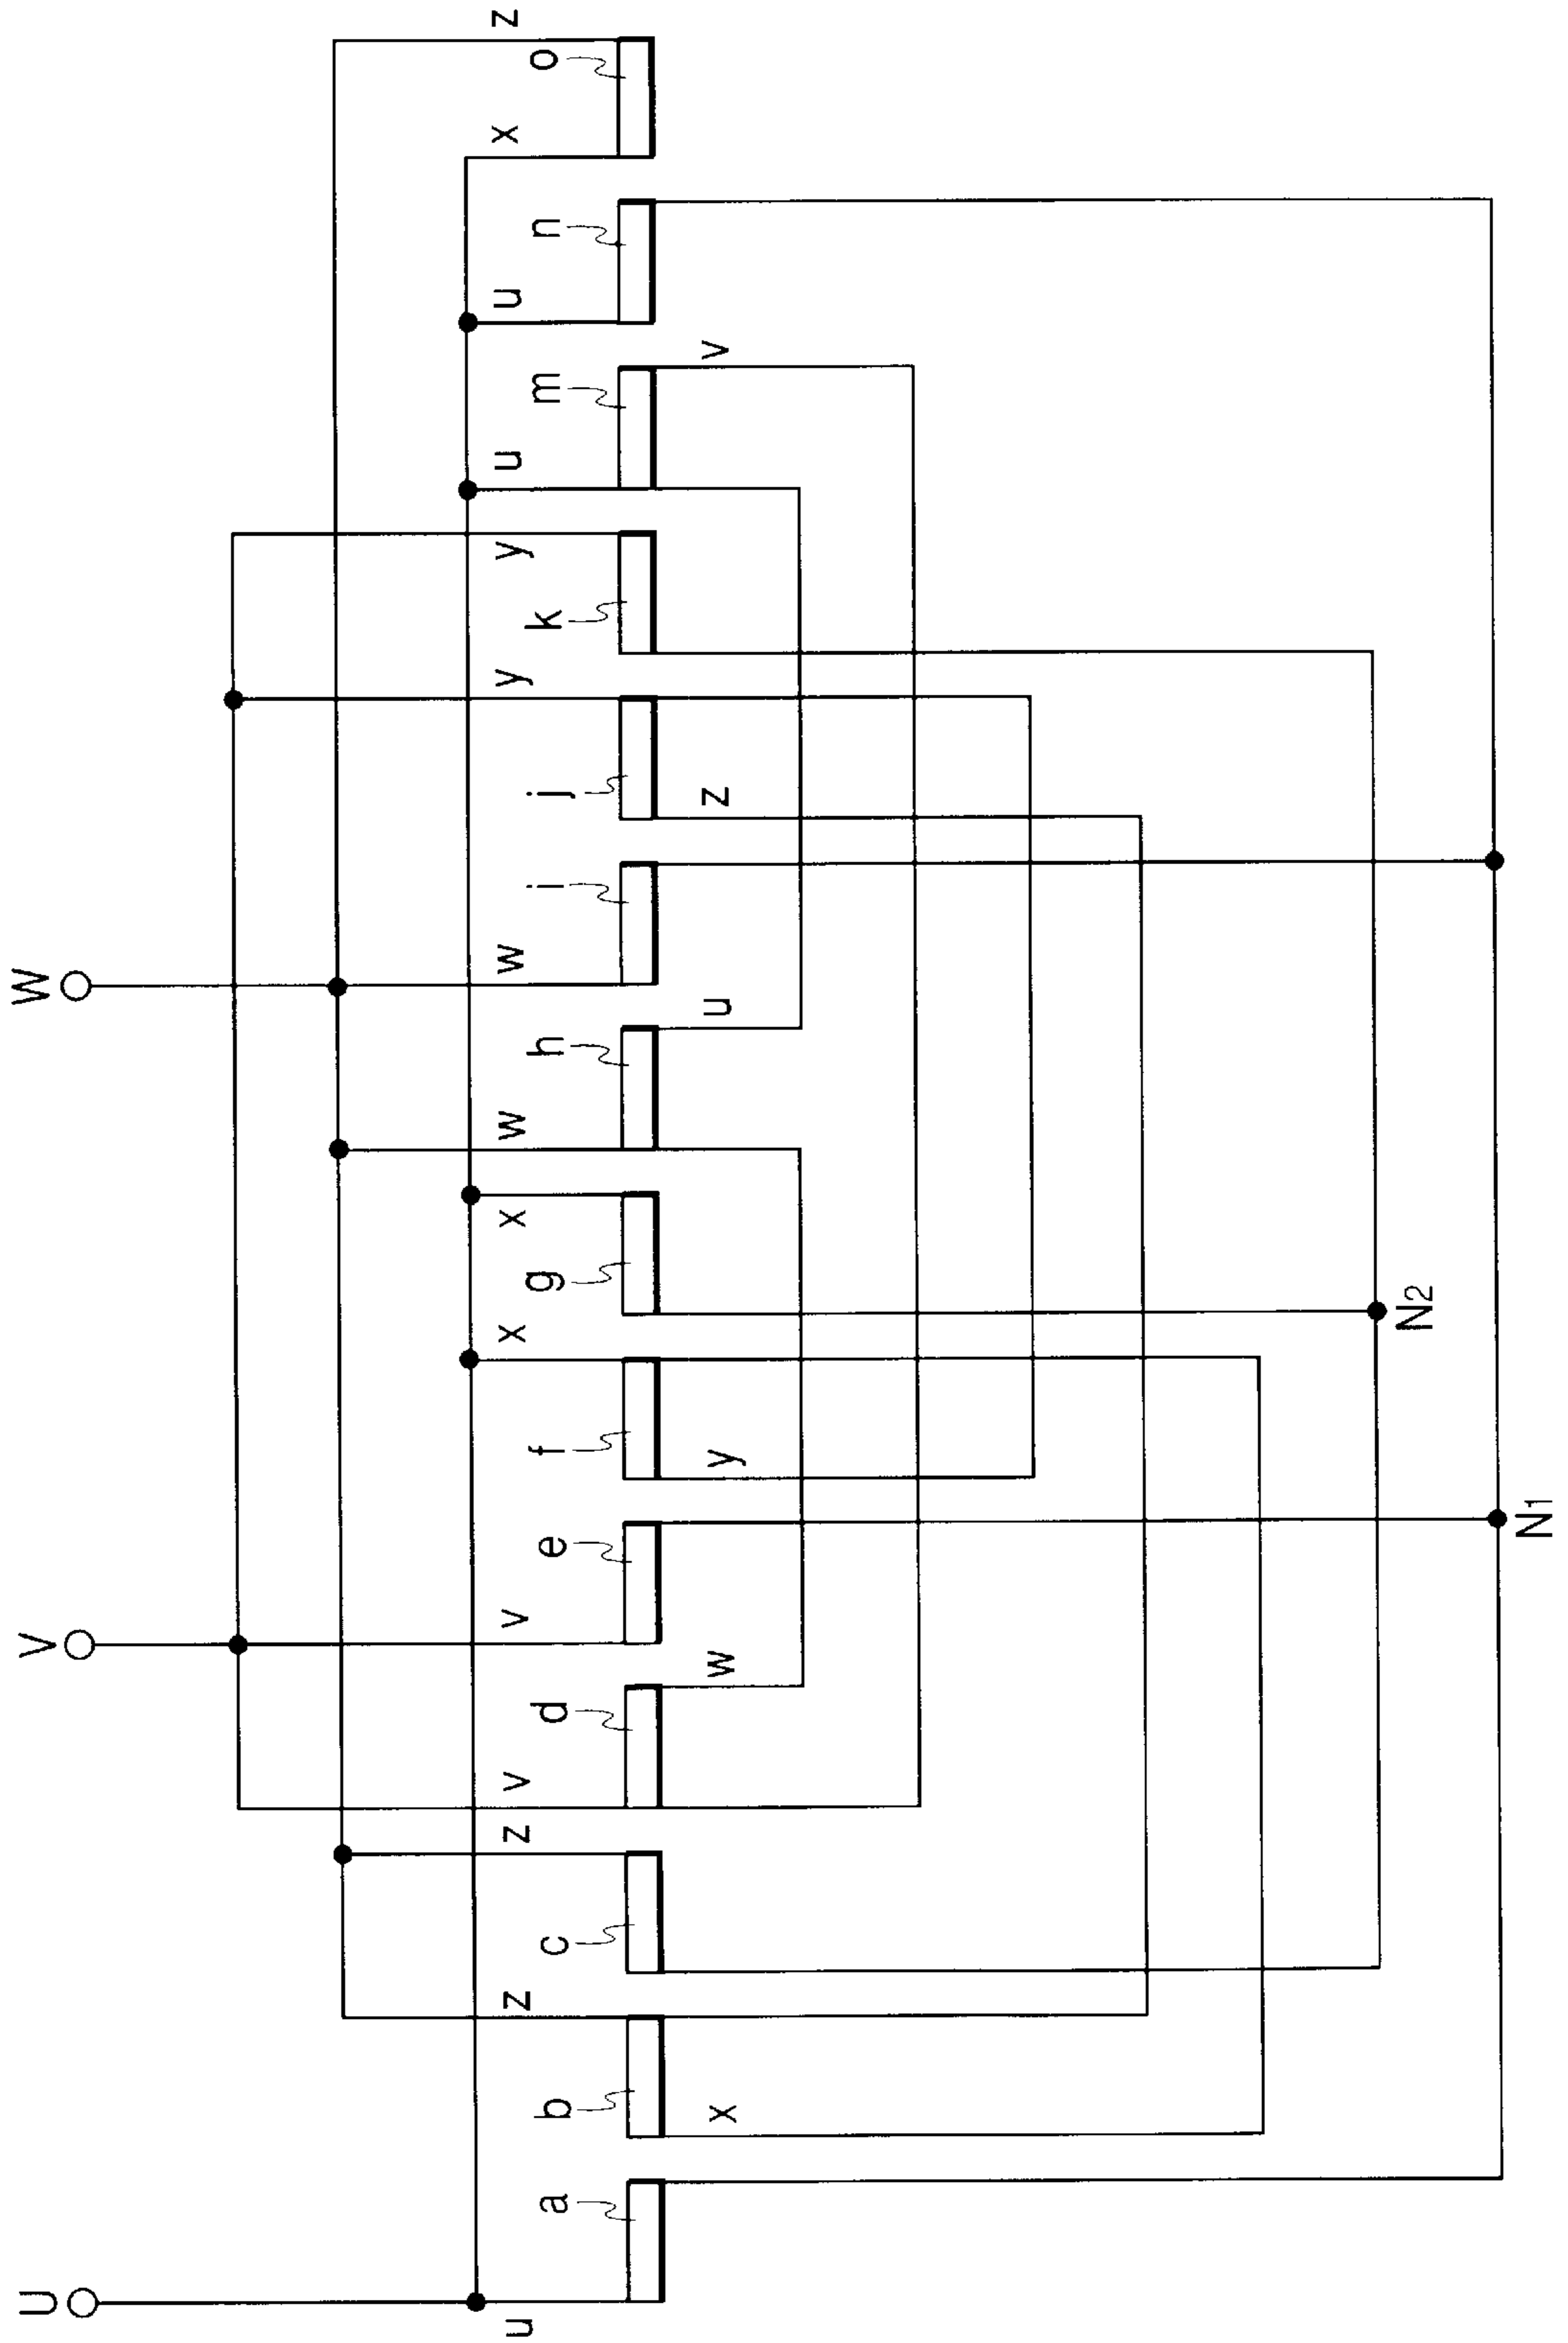 U V W
u z z v v x x w w y y u u x z
a b c d e f g h i j k m n o
x w y u z v
N2
N1